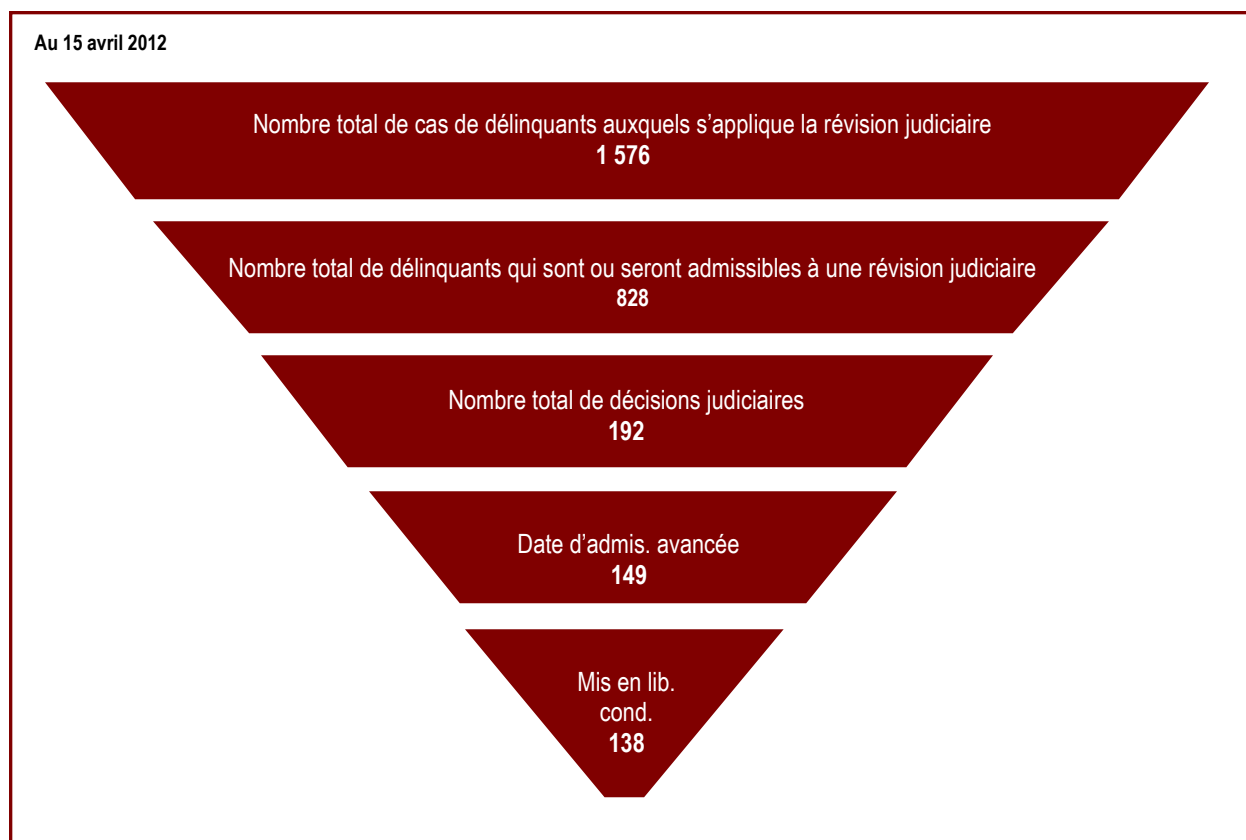 Au 15 avril 2012
Nombre total de cas de délinquants auxquels s’applique la révision judiciaire
1 576
Nombre total de délinquants qui sont ou seront admissibles à une révision judiciaire
828
Nombre total de décisions judiciaires
192
Date d’admis. avancée
149
Mis en lib.
cond.
138